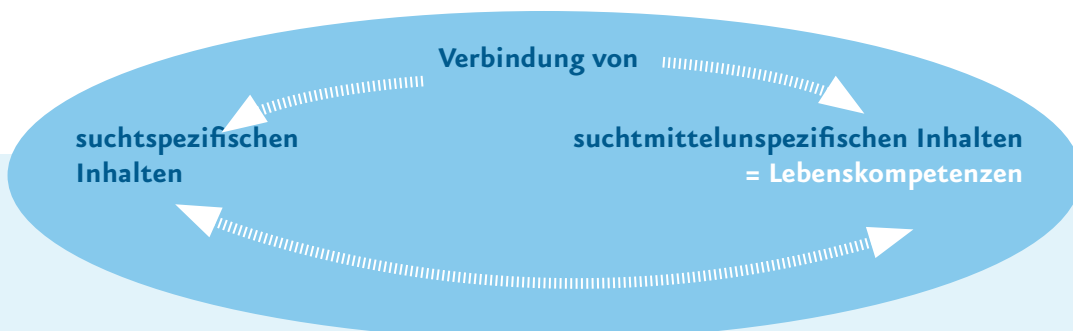 Verbindung von
suchtspezifischen
Inhalten
suchtmittelunspezifischen Inhalten
= Lebenskompetenzen